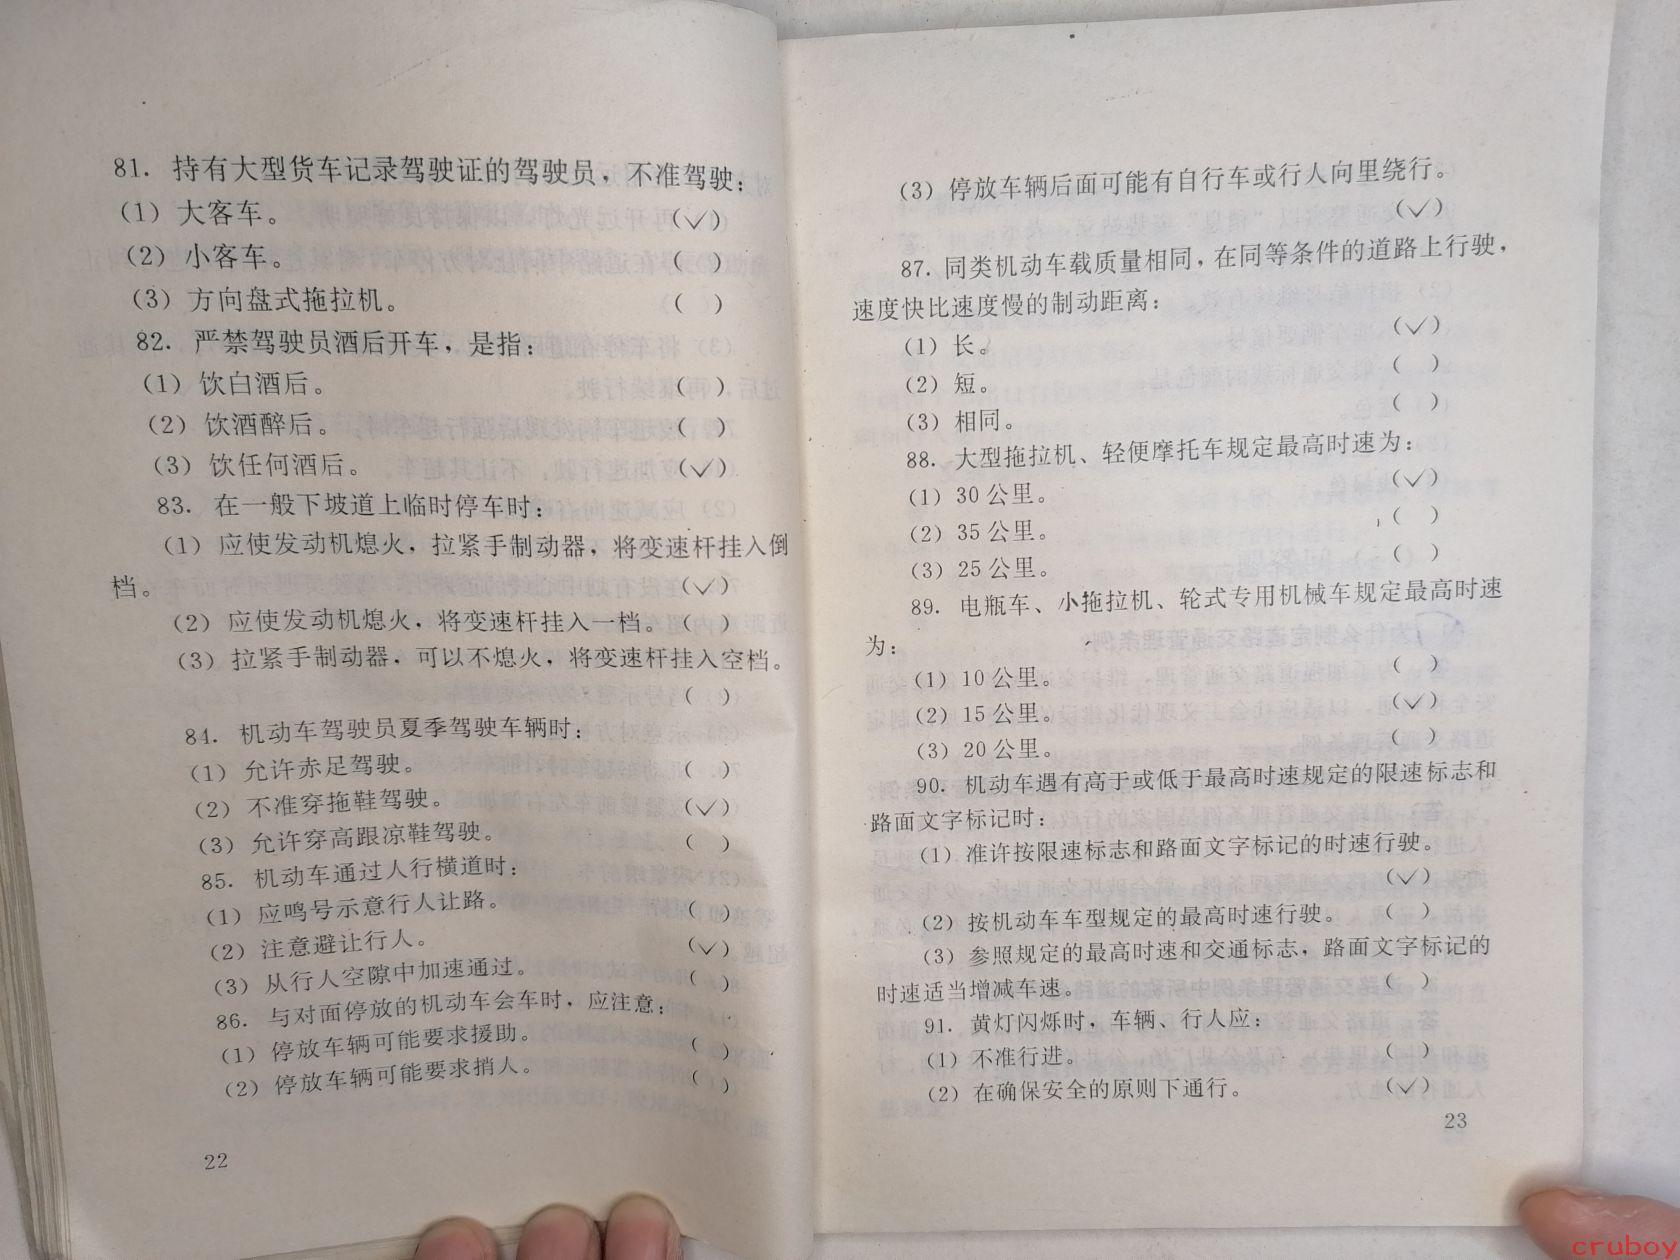 81. 持有大型货车记录驾驶证的驾驶员，不准驾驶：
(1) 大客车。 (√)
(2) 小客车。 ( )
(3) 方向盘式拖拉机。 ( )
82. 严禁驾驶员酒后开车，是指：
(1) 饮白酒后。 ( )
(2) 饮酒醉后。 ( )
(3) 饮任何酒后。 (√)
83. 在一般下坡道上临时停车时：
(1) 应使发动机熄火，拉紧手制动器，将变速杆挂入倒
档。 (√)
(2) 应使发动机熄火，将变速杆挂入一档。 ( )
(3) 拉紧手制动器，可以不熄火，将变速杆挂入空档。
( )
84. 机动车驾驶员夏季驾驶车辆时：
(1) 允许赤足驾驶。 ( )
(2) 不准穿拖鞋驾驶。 (√)
(3) 允许穿高跟凉鞋驾驶。 ( )
85. 机动车通过人行横道时：
(1) 应鸣号示意行人让路。 ( )
(2) 注意避让行人。 (√)
(3) 从行人空隙中加速通过。 ( )
86. 与对面停放的机动车会车时，应注意：
(1) 停放车辆可能要求援助。 ( )
(2) 停放车辆可能要求捎人。 ( )
22
(3) 停放车辆后面可能有自行车或行人向里绕行。
(√)
87. 同类机动车载质量相同，在同等条件的道路上行驶，
速度快比速度慢的制动距离：
(1) 长。 (√)
(2) 短。 ( )
(3) 相同。 ( )
88. 大型拖拉机、轻便摩托车规定最高时速为：
(1) 30 公里。 (√)
(2) 35 公里。 ( )
(3) 25 公里。 ( )
89. 电瓶车、小拖拉机、轮式专用机械车规定最高时速
为：
(1) 10 公里。 ( )
(2) 15 公里。 (√)
(3) 20 公里。 ( )
90. 机动车遇有高于或低于最高时速规定的限速标志和
路面文字标记时：
(1) 准许按限速标志和路面文字标记的时速行驶。
(√)
(2) 按机动车车型规定的最高时速行驶。 ( )
(3) 参照规定的最高时速和交通标志，路面文字标记的
时速适当增减车速。 ( )
91. 黄灯闪烁时，车辆、行人应：
(1) 不准行进。 ( )
(2) 在确保安全的原则下通行。 (√)
23
cruboy